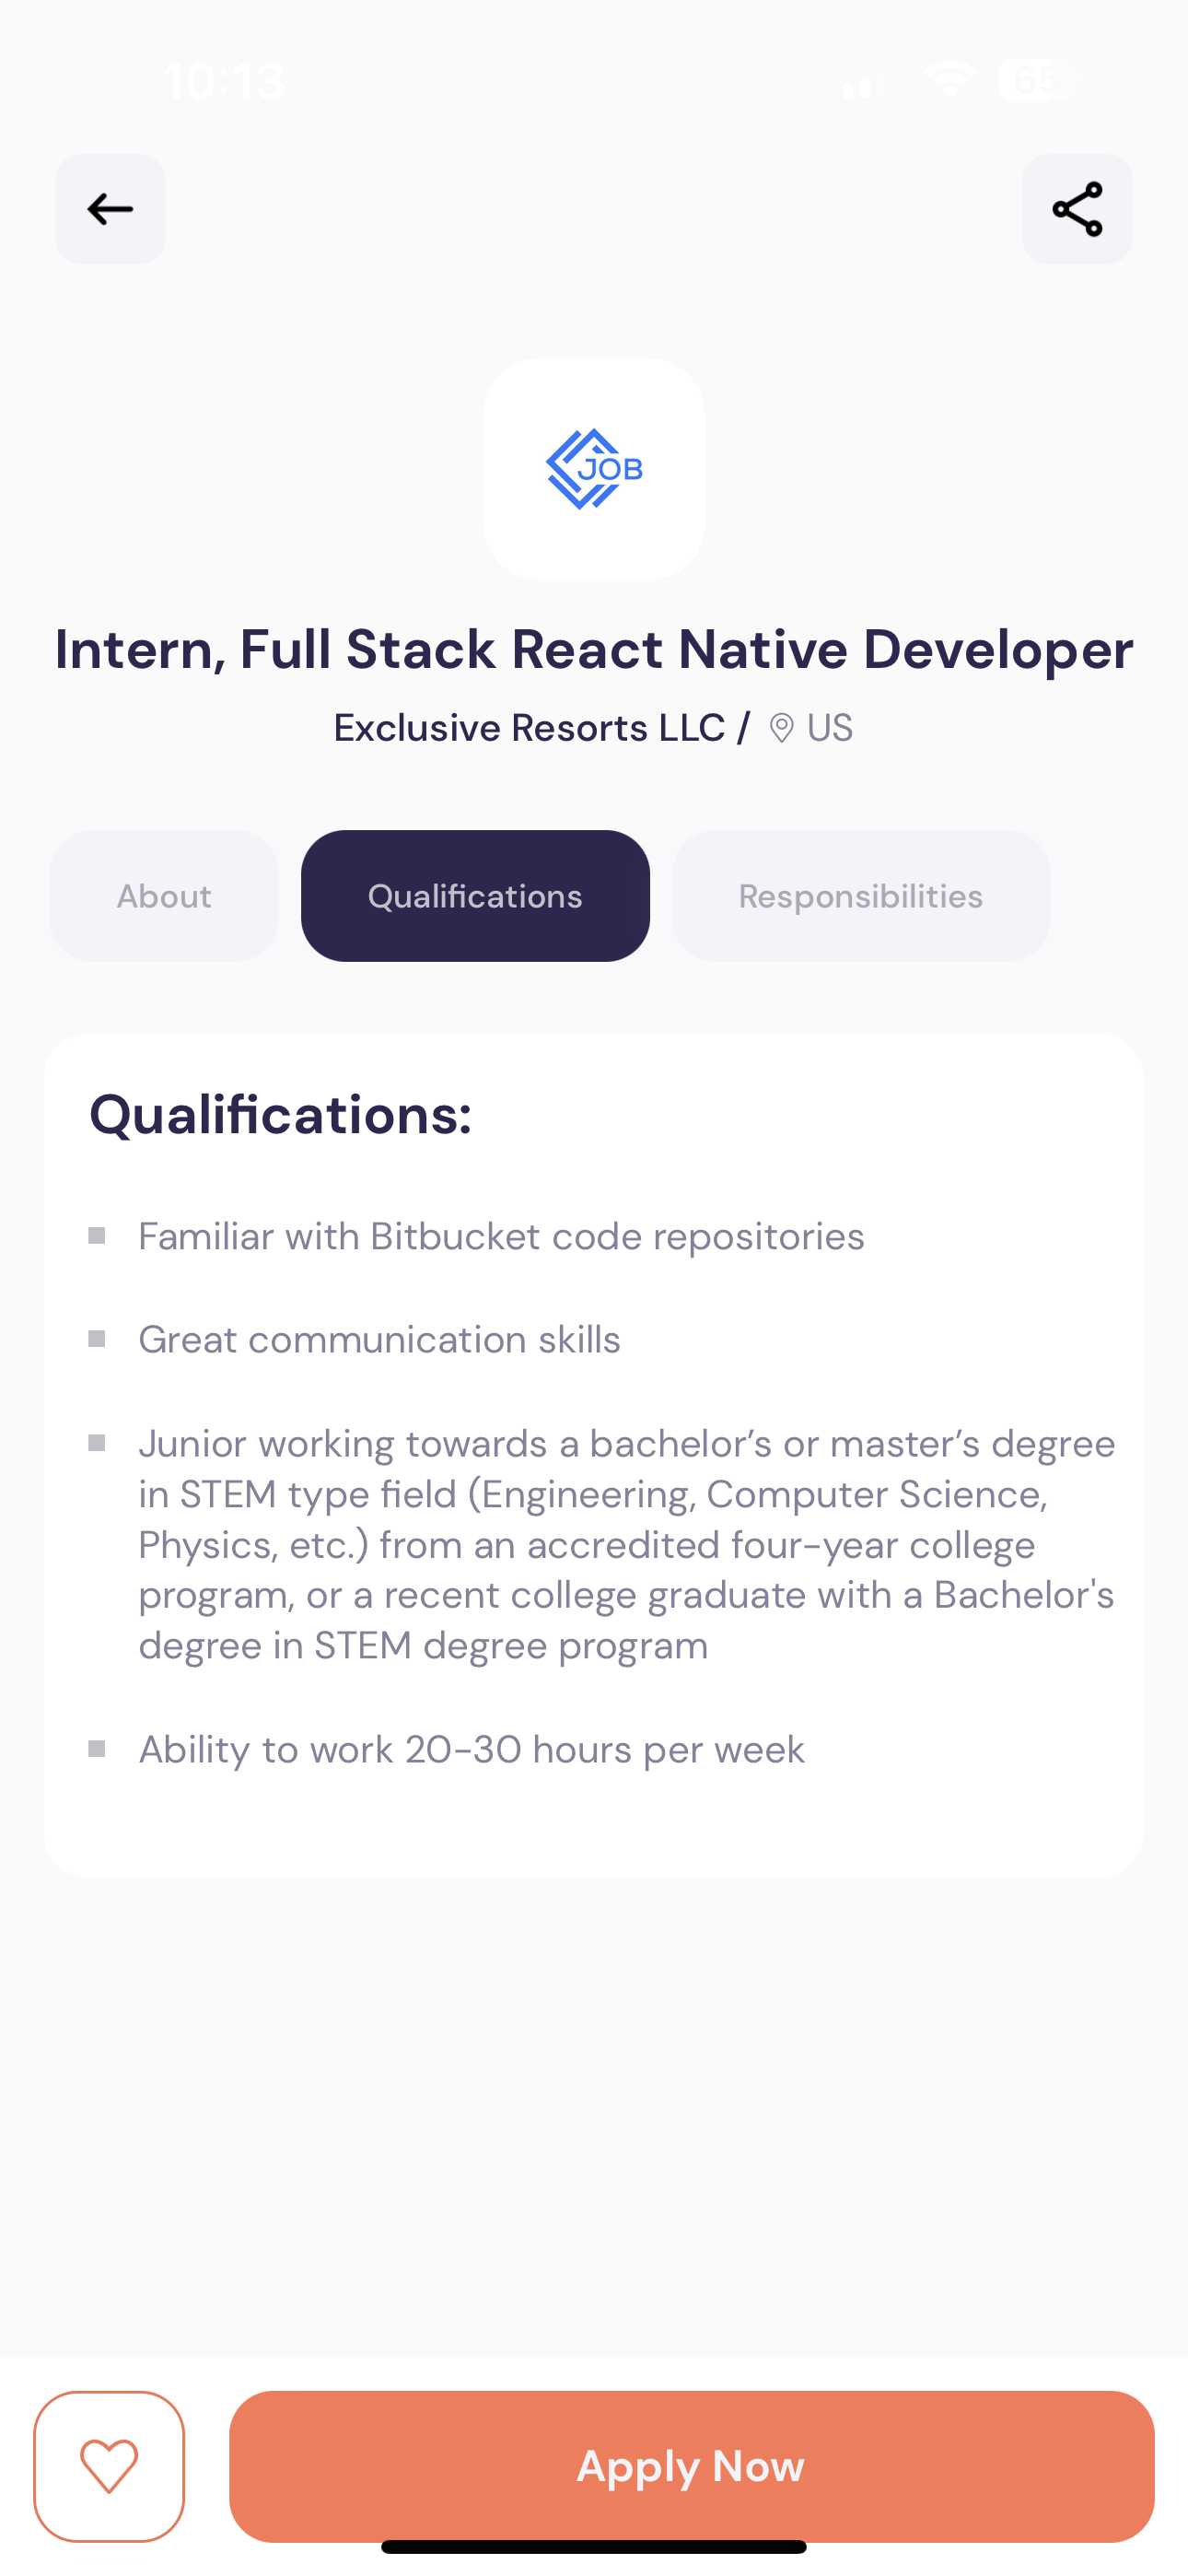 10:13
65
JOB
Intern, Full Stack React Native Developer
Exclusive Resorts LLC / US
About
Qualifications
Responsibilities
Qualifications:
Familiar with Bitbucket code repositories
Great communication skills
Junior working towards a bachelor’s or master’s degree
in STEM type field (Engineering, Computer Science,
Physics, etc.) from an accredited four-year college
program, or a recent college graduate with a Bachelor's
degree in STEM degree program
Ability to work 20-30 hours per week
Apply Now